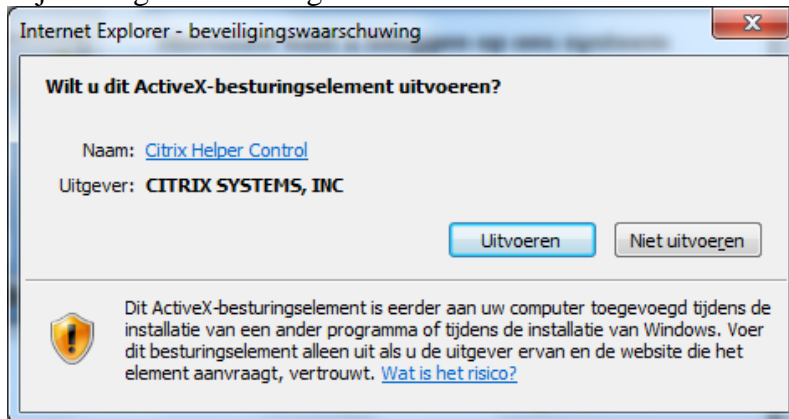 Internet Explorer - beveiligingswaarschuwing
Wilt u dit ActiveX-besturingselement uitvoeren?
Naam: Citrix Helper Control
Uitgever: CITRIX SYSTEMS, INC
Uitvoeren Niet uitvoeren
Dit ActiveX-besturingselement is eerder aan uw computer toegevoegd tijdens de
installatie van een ander programma of tijdens de installatie van Windows. Voer
dit besturingselement alleen uit als u de uitgever ervan en de website die het
element aanvraagt, vertrouwt. Wat is het risico?